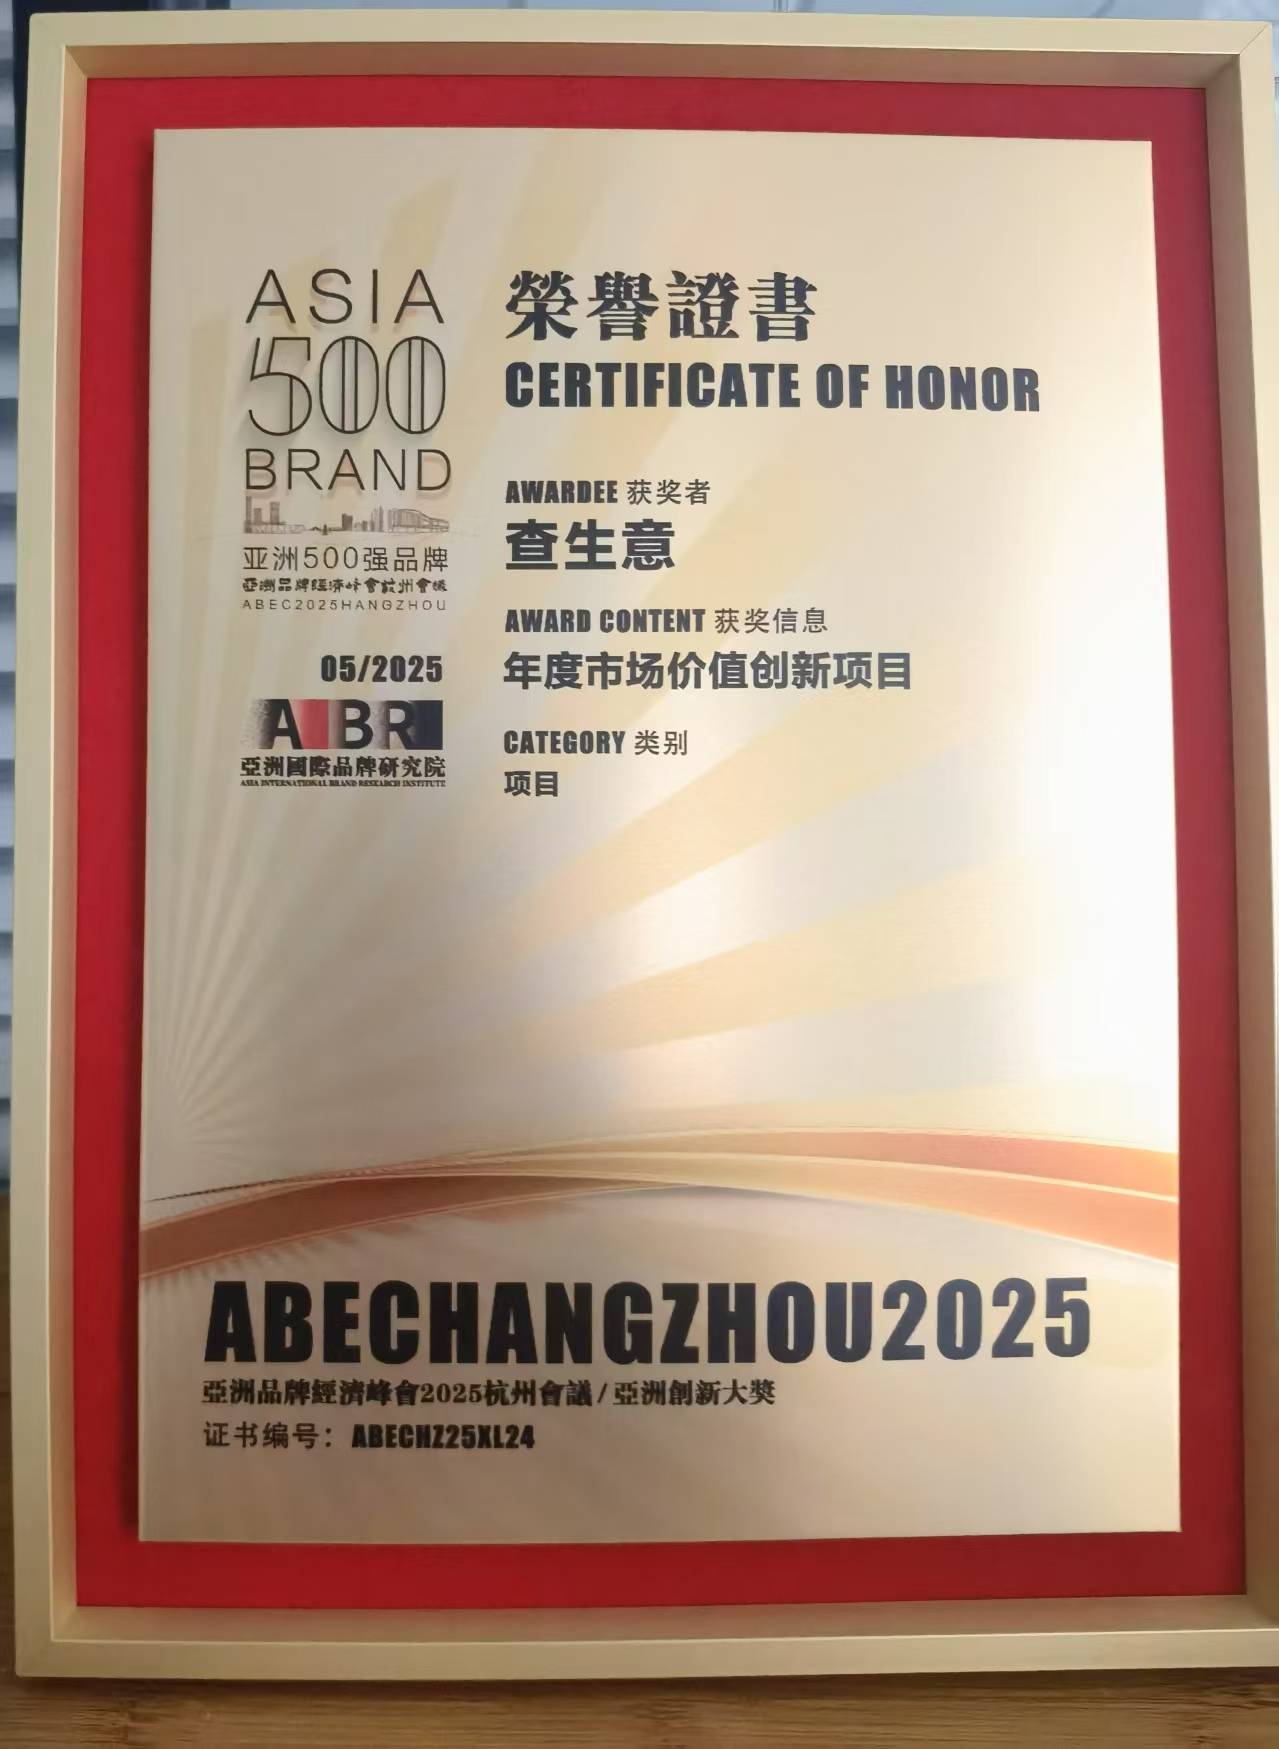 ASIA
500
BRAND
亚洲500强品牌
亞洲品牌經濟峰會杭州會議
ABEC2025HANGZHOU
05/2025
ABR
亞洲國際品牌研究院
ASIA INTERNATIONAL BRAND RESEARCH INSTITUTE
榮譽證書
CERTIFICATE OF HONOR
AWARDEE 获奖者
查生意
AWARD CONTENT 获奖信息
年度市场价值创新项目
CATEGORY 类别
项目
ABECHANGZHOU2025
亞洲品牌經濟峰會2025杭州會議/亞洲創新大獎
证书编号：ABECHZ25XL24